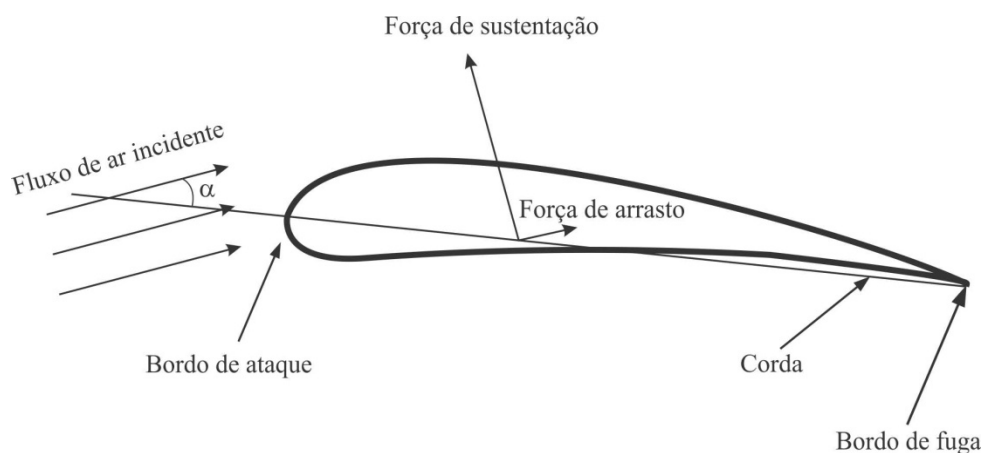 Força de sustentação
Fluxo de ar incidente
α
Força de arrasto
Bordo de ataque
Corda
Bordo de fuga